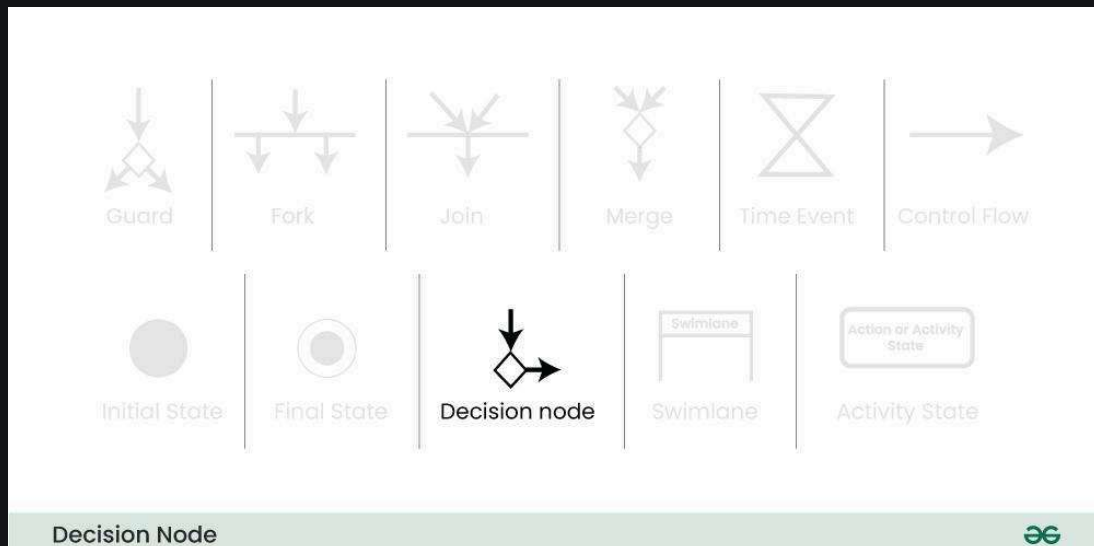 Guard
Fork
Join
Merge
Time Event
Control Flow
Swimlane
Action or Activity
State
Initial State
Final State
Decision node
Swimlane
Activity State
Decision Node